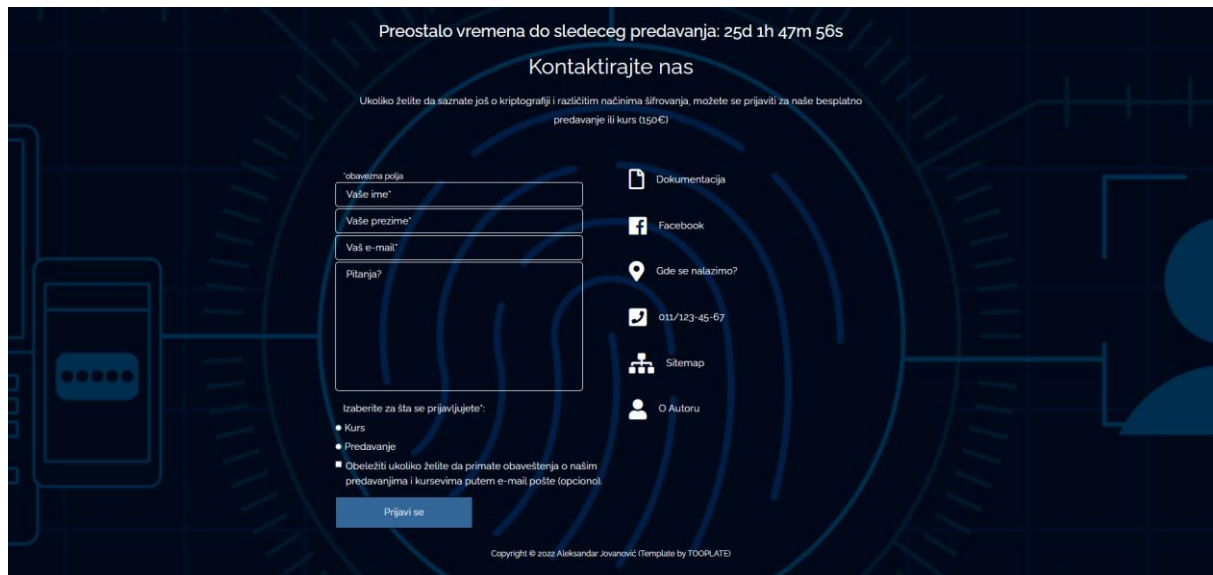 Preostalo vremena do sledeceg predavanja: 25d 1h 47m 56s
Kontaktirajte nas
Ukoliko želite da saznate još o kriptografiji i različitim načinima šifrovanja, možete se prijaviti za naše besplatno
predavanje ili kurs (150€)
*obavezna polja
Vaše ime*
Vaše prezime*
Vaš e-mail*
Pitanja?
Izaberite za šta se prijavljujete*:
Kurs
Predavanje
Obeležiti ukoliko želite da primate obaveštenja o našim
predavanjima i kursevima putem e-mail pošte (opciono).
Prijavi se
Dokumentacija
Facebook
Gde se nalazimo?
011/123-45-67
Sitemap
O Autoru
Copyright © 2022 Aleksandar Jovanović (Template by TOOPLATE)